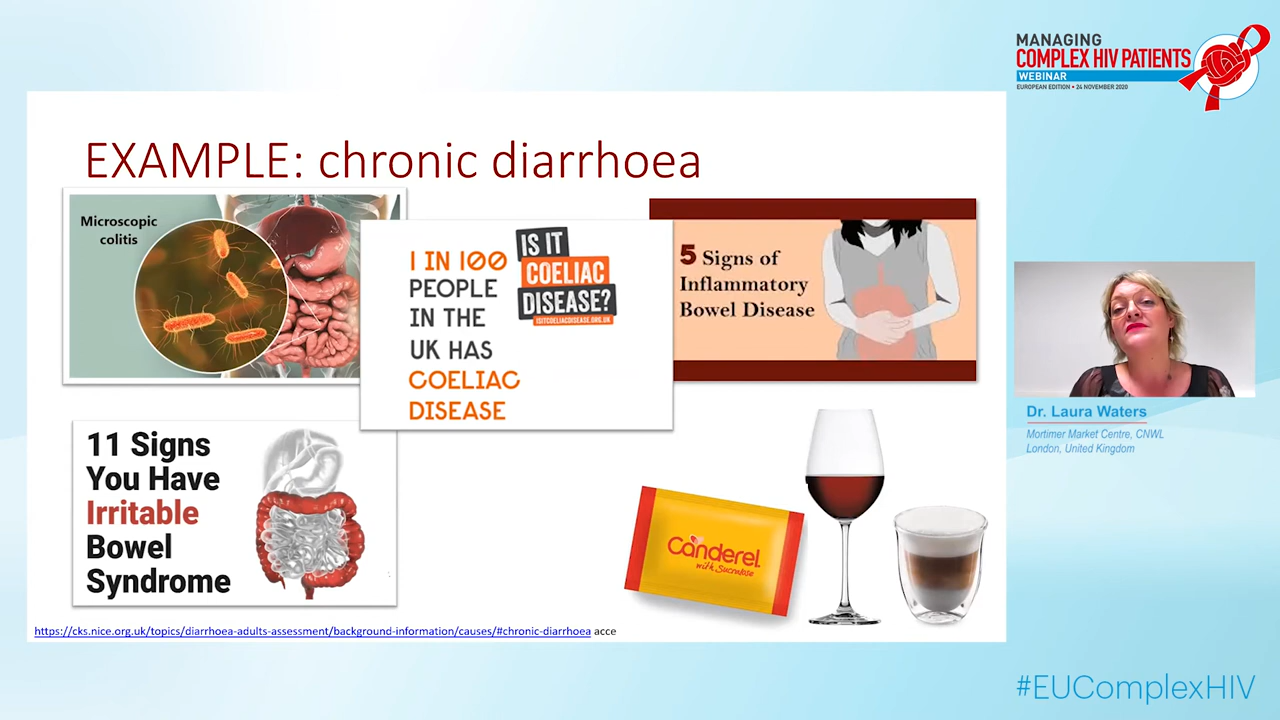 MANAGING
COMPLEX HIV PATIENTS
WEBINAR
EUROPEAN EDITION • 24 NOVEMBER 2020
EXAMPLE: chronic diarrhoea
Microscopic
colitis
1 IN 100
PEOPLE
IN THE
UK HAS
COELIAC
DISEASE
IS IT
COELIAC
DISEASE?
ISITCOELIACDISEASE.ORG.UK
5 Signs of
Inflammatory
Bowel Disease
11 Signs
You Have
Irritable
Bowel
Syndrome
Canderel
with Sucralose
https://cks.nice.org.uk/topics/diarrhoea-adults-assessment/background-information/causes/#chronic-diarrhoea acce
Dr. Laura Waters
Mortimer Market Centre, CNWL
London, United Kingdom
#EUComplexHIV